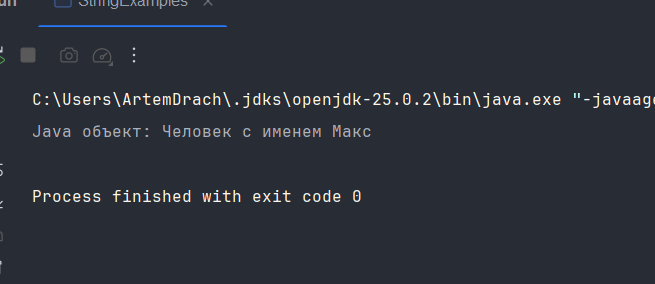 StringExamples
C:\Users\ArtemDrach\.jdks\openjdk-25.0.2\bin\java.exe "-javaage
Java объект: Человек с именем Макс
Process finished with exit code 0